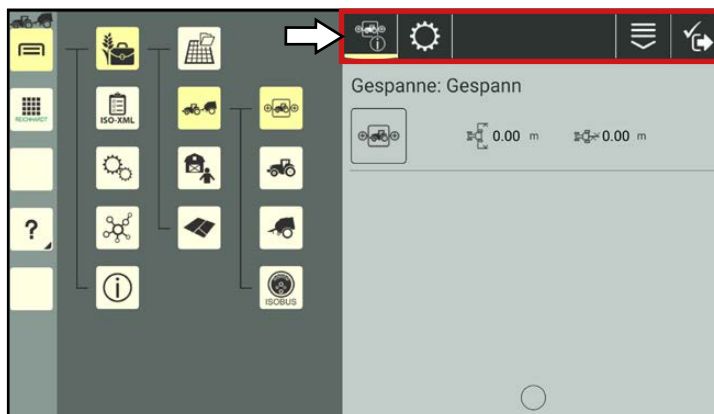 Gespanne: Gespann
0.00 m
0.00 m
REICHHARDT
ISO-XML
?
ISOBUS